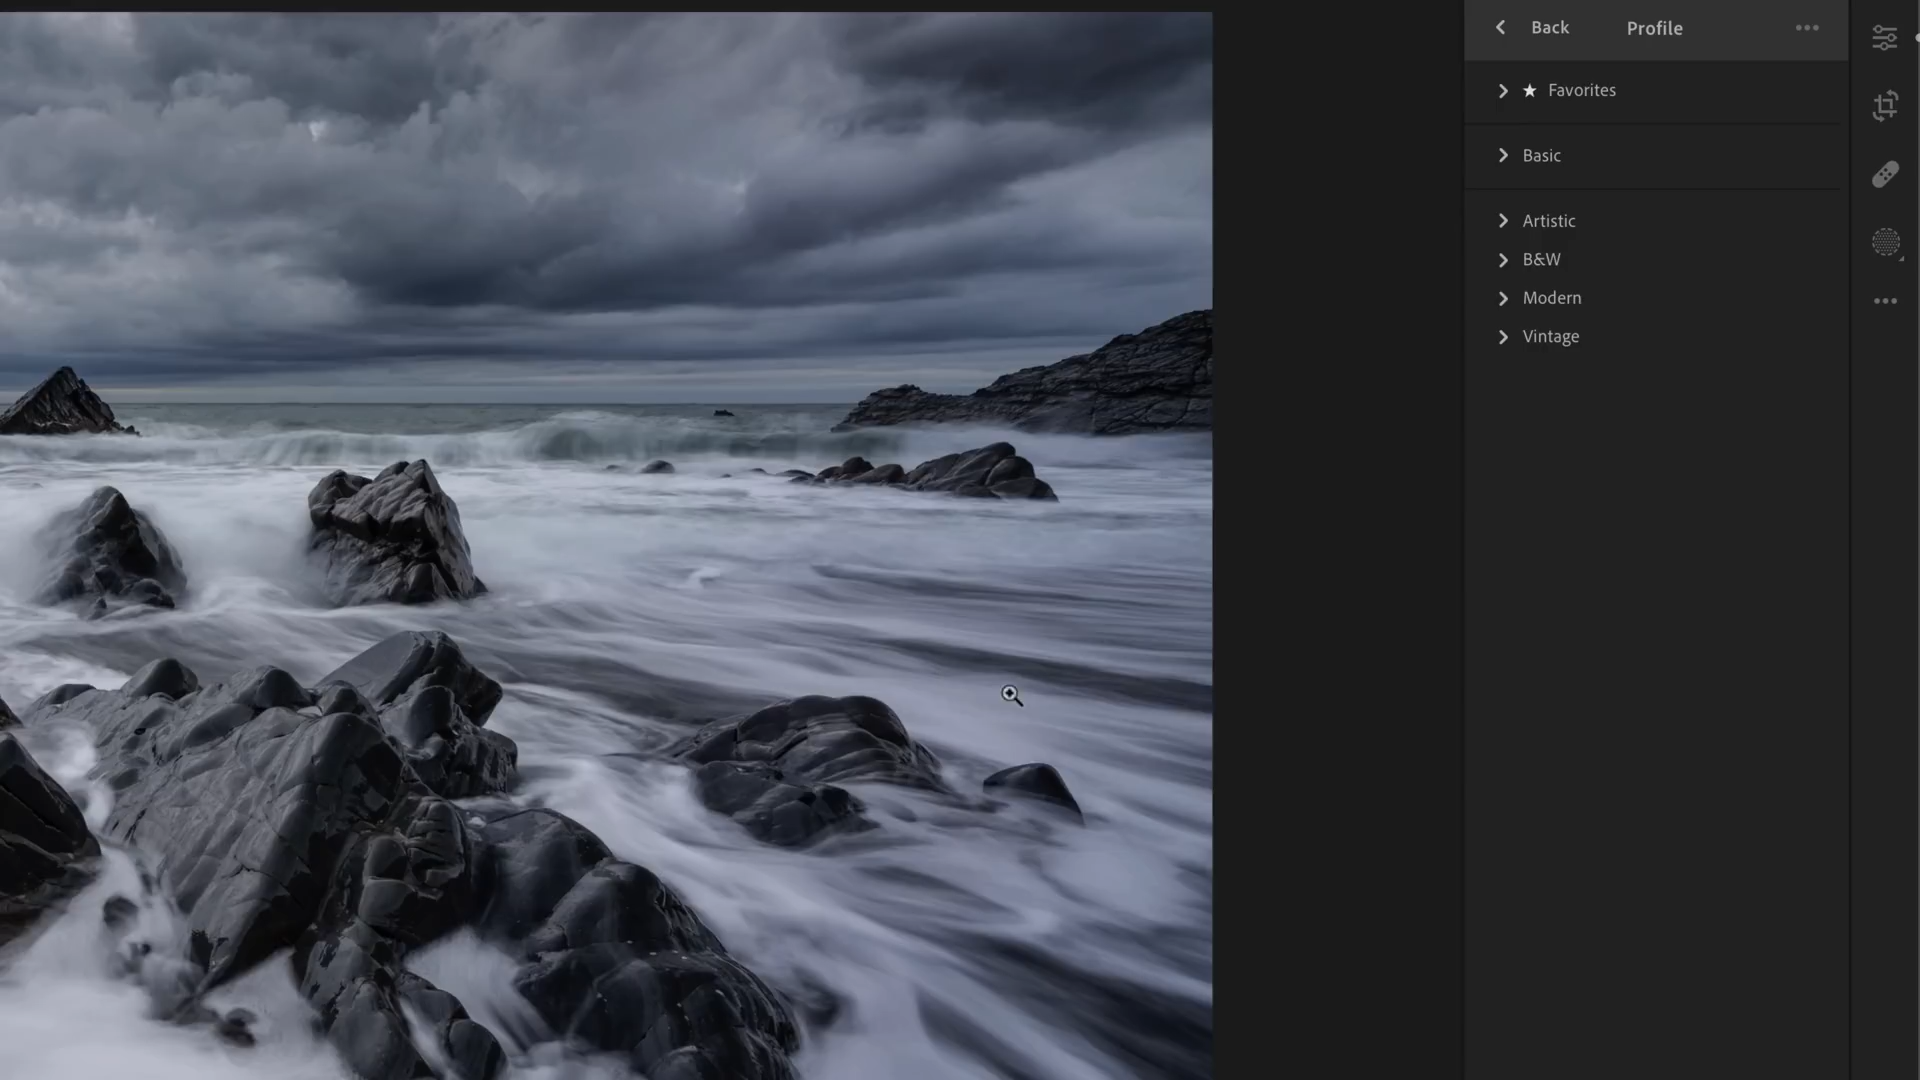 Back Profile
Favorites
Basic
Artistic
B&W
Modern
Vintage